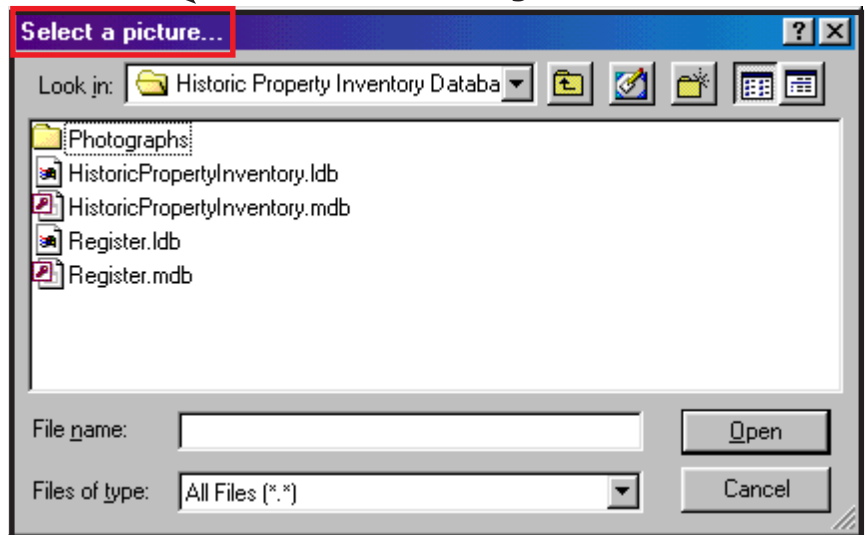 Select a picture...
Look in: Historic Property Inventory Databa
Photographs
HistoricPropertyInventory.ldb
HistoricPropertyInventory.mdb
Register.ldb
Register.mdb
File name: Open
Files of type: All Files (*.*) Cancel